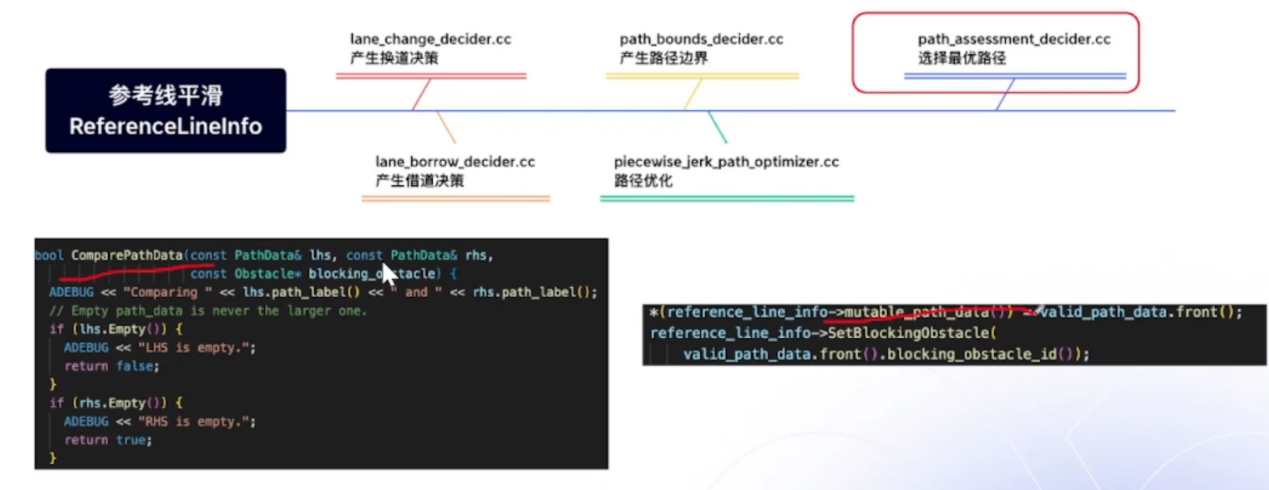 lane_change_decider.cc
产生换道决策
path_bounds_decider.cc
产生路径边界
path_assessment_decider.cc
选择最优路径
参考线平滑
ReferenceLineInfo
lane_borrow_decider.cc
产生借道决策
piecewise_jerk_path_optimizer.cc
路径优化
bool ComparePathData(const PathData& lhs, const PathData& rhs,
const Obstacle* blocking_obstacle) {
ADEBUG << "Comparing " << lhs.path_label() << " and " << rhs.path_label();
// Empty path_data is never the larger one.
if (lhs.Empty()) {
ADEBUG << "LHS is empty.";
return false;
}
if (rhs.Empty()) {
ADEBUG << "RHS is empty.";
return true;
}
*(reference_line_info->mutable_path_data()) = valid_path_data.front();
reference_line_info->SetBlockingObstacle(
valid_path_data.front().blocking_obstacle_id());